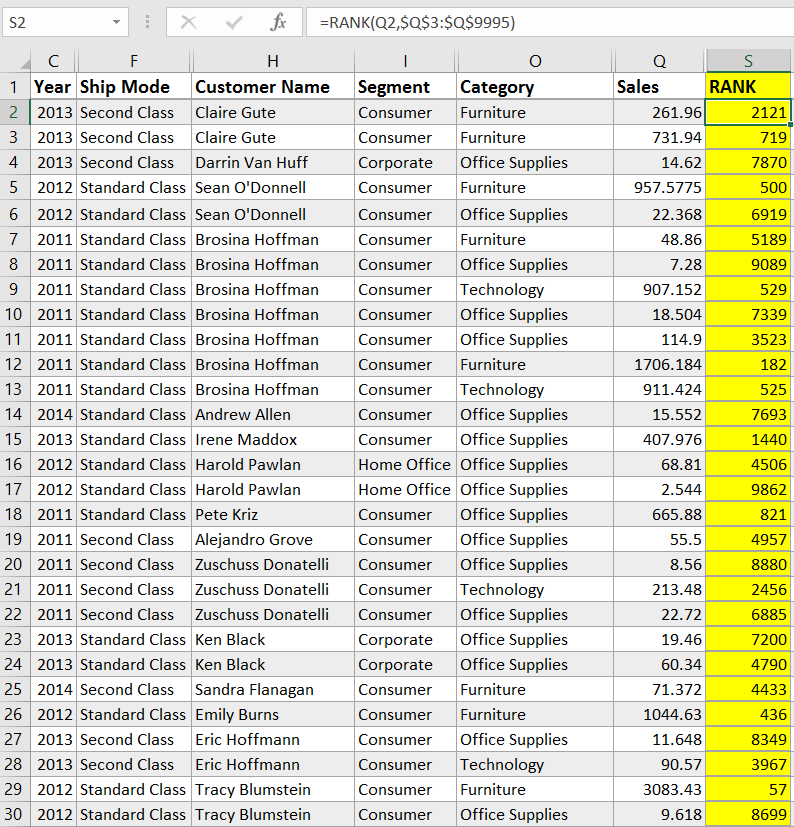 S2 fx =RANK(Q2,$Q$3:$Q$9995)
C F H I O Q S
1 Year Ship Mode Customer Name Segment Category Sales RANK
2 2013 Second Class Claire Gute Consumer Furniture 261.96 2121
3 2013 Second Class Claire Gute Consumer Furniture 731.94 719
4 2013 Second Class Darrin Van Huff Corporate Office Supplies 14.62 7870
5 2012 Standard Class Sean O'Donnell Consumer Furniture 957.5775 500
6 2012 Standard Class Sean O'Donnell Consumer Office Supplies 22.368 6919
7 2011 Standard Class Brosina Hoffman Consumer Furniture 48.86 5189
8 2011 Standard Class Brosina Hoffman Consumer Office Supplies 7.28 9089
9 2011 Standard Class Brosina Hoffman Consumer Technology 907.152 529
10 2011 Standard Class Brosina Hoffman Consumer Office Supplies 18.504 7339
11 2011 Standard Class Brosina Hoffman Consumer Office Supplies 114.9 3523
12 2011 Standard Class Brosina Hoffman Consumer Furniture 1706.184 182
13 2011 Standard Class Brosina Hoffman Consumer Technology 911.424 525
14 2014 Standard Class Andrew Allen Consumer Office Supplies 15.552 7693
15 2013 Standard Class Irene Maddox Consumer Office Supplies 407.976 1440
16 2012 Standard Class Harold Pawlan Home Office Office Supplies 68.81 4506
17 2012 Standard Class Harold Pawlan Home Office Office Supplies 2.544 9862
18 2011 Standard Class Pete Kriz Consumer Office Supplies 665.88 821
19 2011 Second Class Alejandro Grove Consumer Office Supplies 55.5 4957
20 2011 Second Class Zuschuss Donatelli Consumer Office Supplies 8.56 8880
21 2011 Second Class Zuschuss Donatelli Consumer Technology 213.48 2456
22 2011 Second Class Zuschuss Donatelli Consumer Office Supplies 22.72 6885
23 2013 Standard Class Ken Black Corporate Office Supplies 19.46 7200
24 2013 Standard Class Ken Black Corporate Office Supplies 60.34 4790
25 2014 Second Class Sandra Flanagan Consumer Furniture 71.372 4433
26 2012 Standard Class Emily Burns Consumer Furniture 1044.63 436
27 2013 Second Class Eric Hoffmann Consumer Office Supplies 11.648 8349
28 2013 Second Class Eric Hoffmann Consumer Technology 90.57 3967
29 2012 Standard Class Tracy Blumstein Consumer Furniture 3083.43 57
30 2012 Standard Class Tracy Blumstein Consumer Office Supplies 9.618 8699